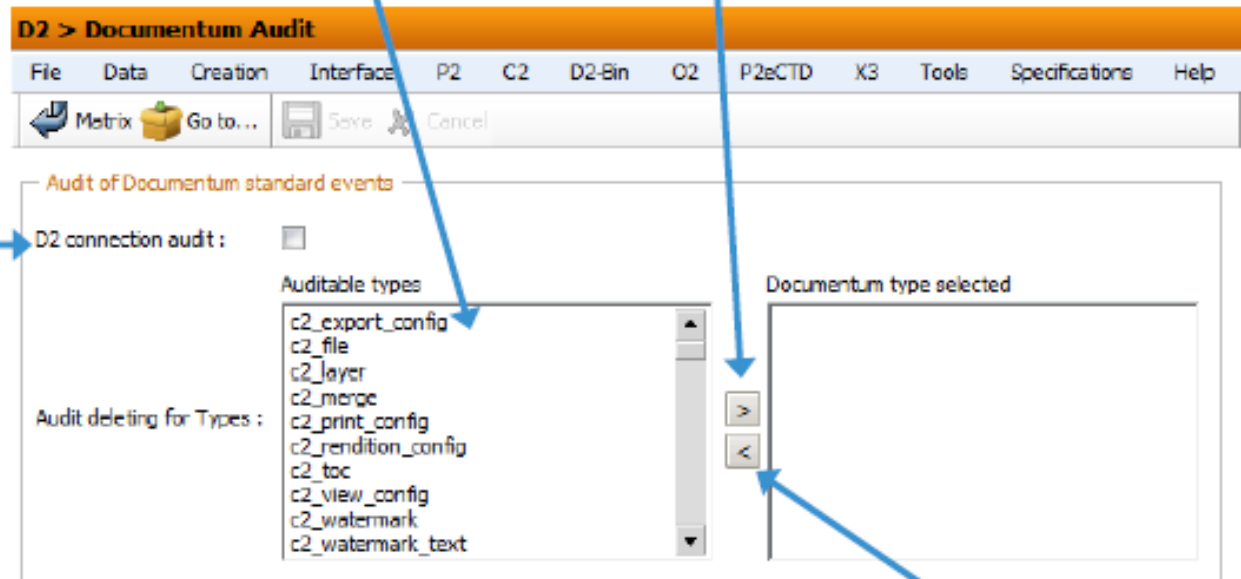 D2 > Documentum Audit
File Data Creation Interface P2 C2 D2-Bin O2 P2eCTD X3 Tools Specifications Help
Matrix Go to... Save Cancel
Audit of Documentum standard events
D2 connection audit :
Auditable types Documentum type selected
c2_export_config
c2_file
c2_layer
c2_merge
Audit deleting for Types :
c2_print_config
c2_rendition_config
c2_toc
c2_view_config
c2_watermark
c2_watermark_text
>
<